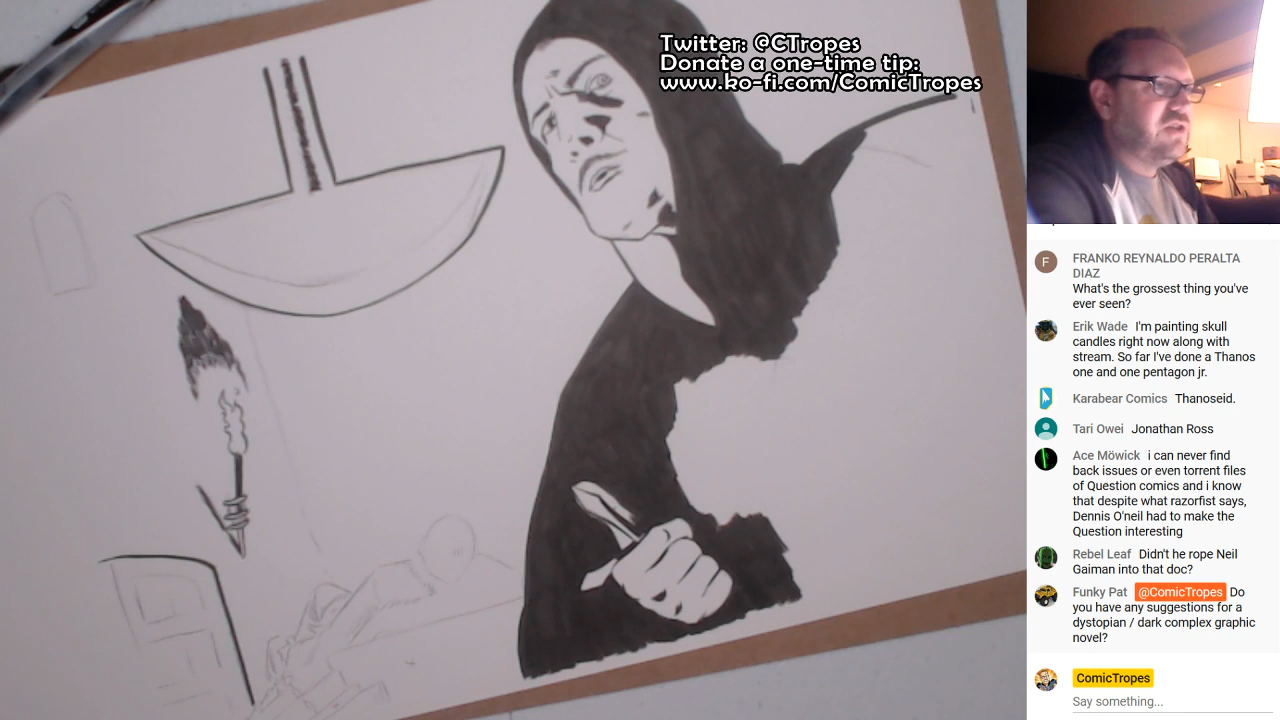 Twitter: @CTropes
Donate a one-time tip:
www.ko-fi.com/ComicTropes
FRANKO REYNALDO PERALTA
DIAZ
What's the grossest thing you've
ever seen?
Erik Wade I'm painting skull
candles right now along with
stream. So far I've done a Thanos
one and one pentagon jr.
Karabear Comics Thanoseid.
Tari Owei Jonathan Ross
Ace Möwick i can never find
back issues or even torrent files
of Question comics and i know
that despite what razorfist says,
Dennis O'neil had to make the
Question interesting
Rebel Leaf Didn't he rope Neil
Gaiman into that doc?
Funky Pat @ComicTropes Do
you have any suggestions for a
dystopian / dark complex graphic
novel?
ComicTropes
Say something...